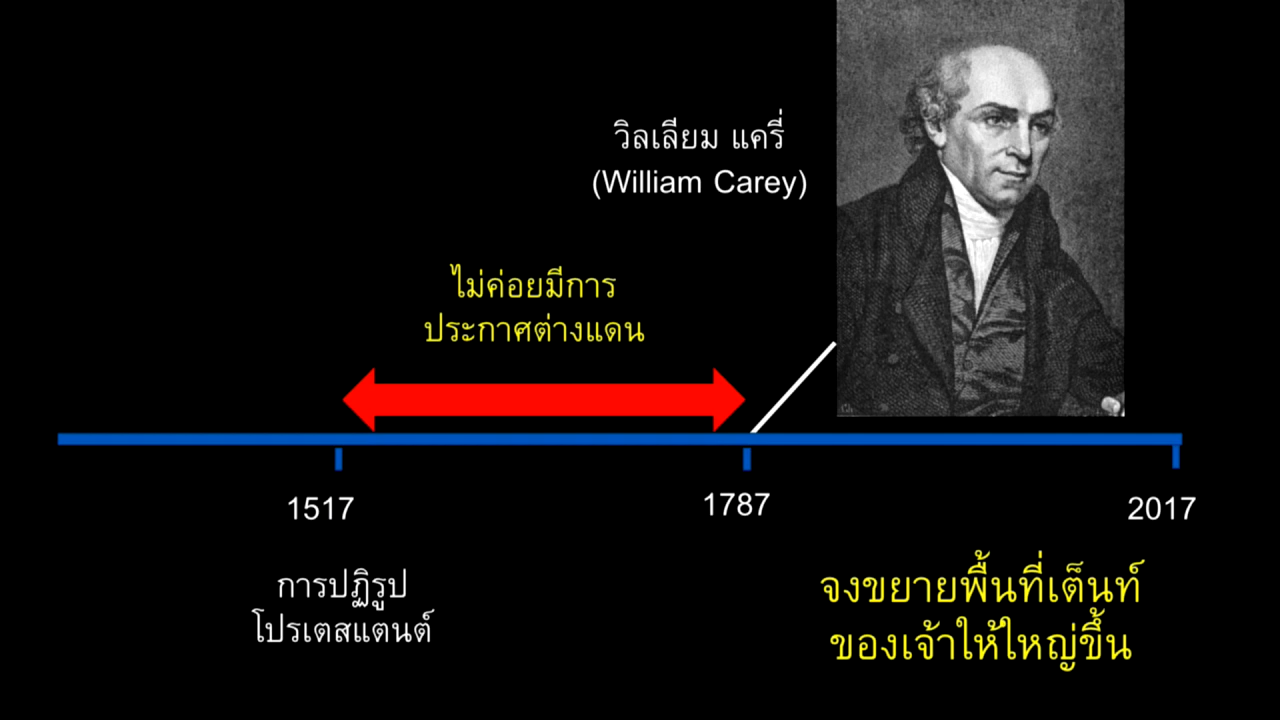 วิลเลียม แครี่
(William Carey)
ไม่ค่อยมีการ
ประกาศต่างแดน
1517
1787
2017
การปฏิรูป
โปรเตสแตนต์
จงขยายพื้นที่เต็นท์
ของเจ้าให้ใหญ่ขึ้น